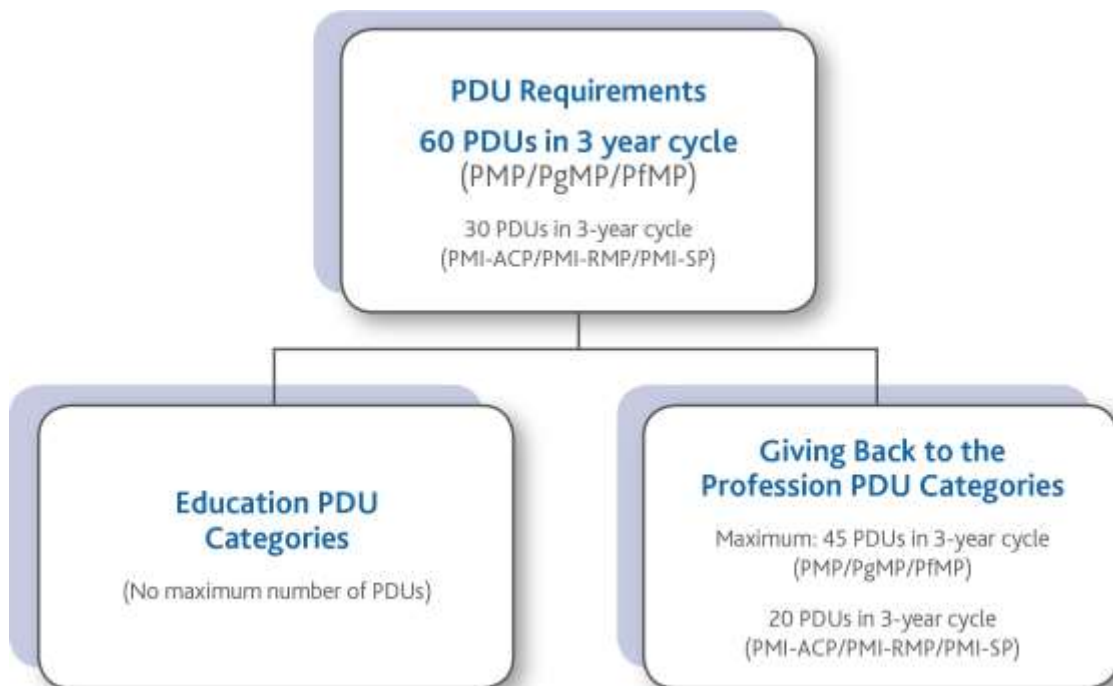 PDU Requirements
60 PDUs in 3 year cycle
(PMP/PgMP/PfMP)
30 PDUs in 3-year cycle
(PMI-ACP/PMI-RMP/PMI-SP)
Education PDU
Categories
(No maximum number of PDUs)
Giving Back to the
Profession PDU Categories
Maximum: 45 PDUs in 3-year cycle
(PMP/PgMP/PfMP)
20 PDUs in 3-year cycle
(PMI-ACP/PMI-RMP/PMI-SP)